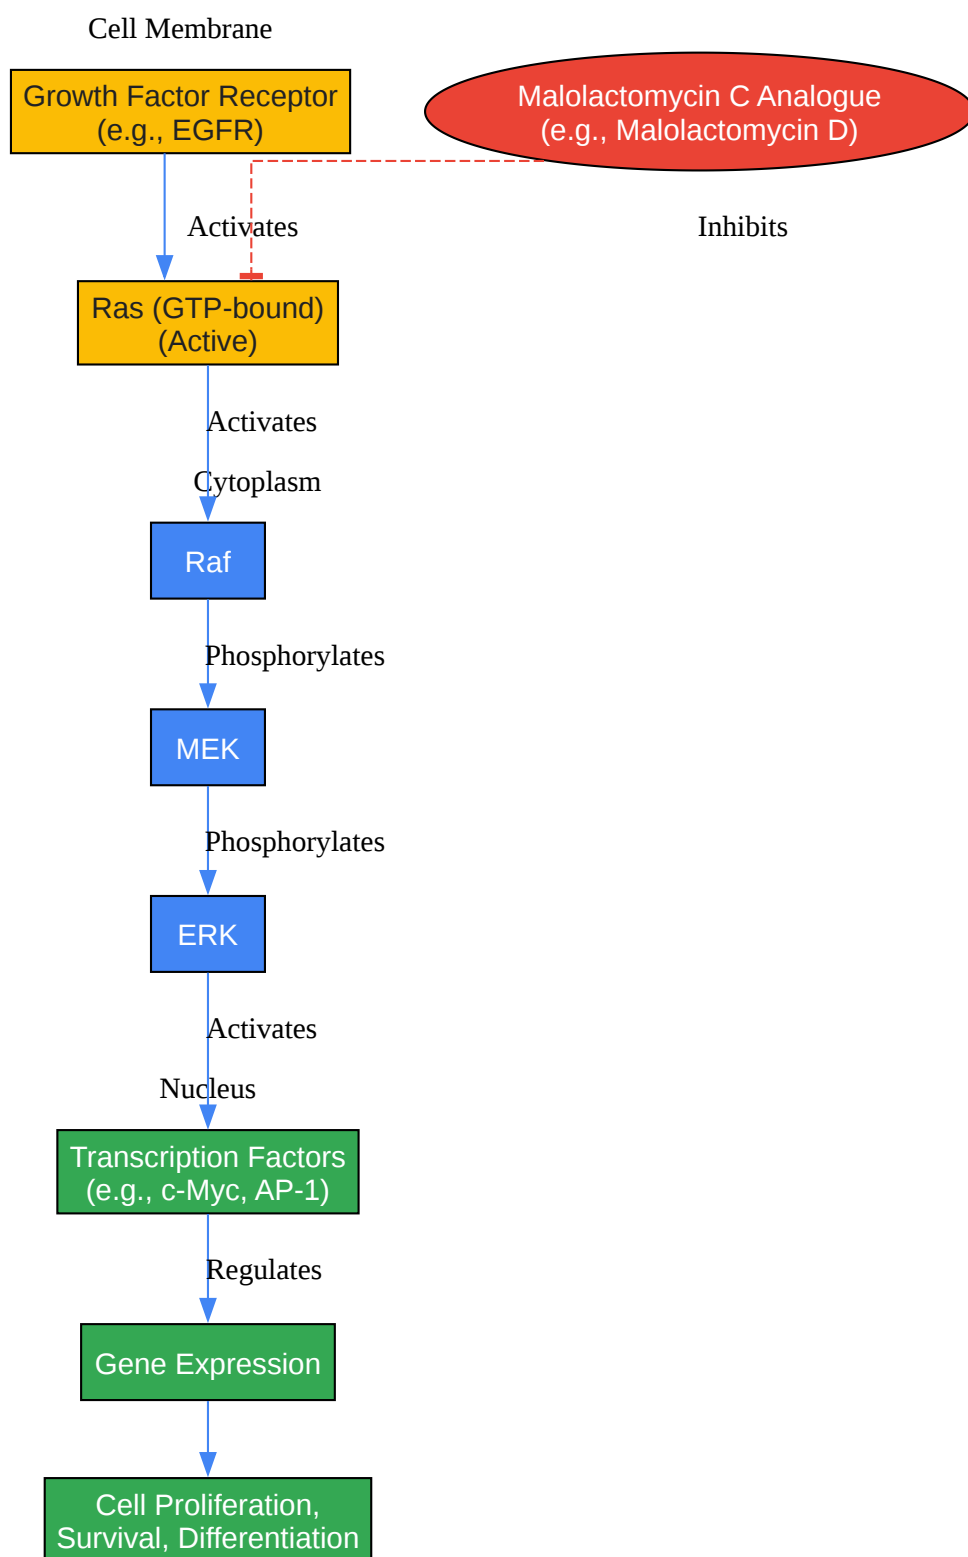 Cell Membrane
Growth Factor Receptor
(e.g., EGFR)
Malolactomycin C Analogue
(e.g., Malolactomycin D)
Activates
Inhibits
Ras (GTP-bound)
(Active)
Activates
Cytoplasm
Raf
Phosphorylates
MEK
Phosphorylates
ERK
Activates
Nucleus
Transcription Factors
(e.g., c-Myc, AP-1)
Regulates
Gene Expression
Cell Proliferation,
Survival, Differentiation